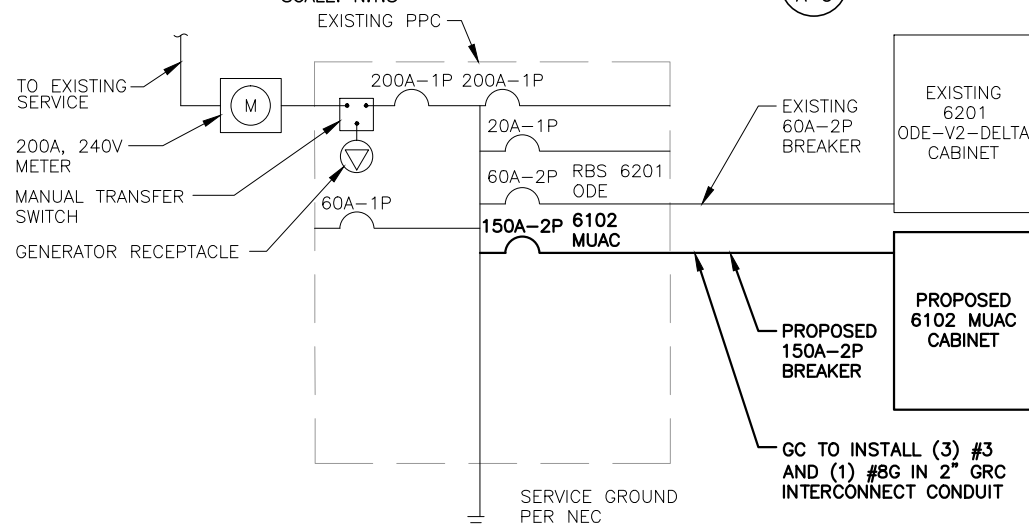 EXISTING PPC
TO EXISTING
SERVICE
M
200A, 240V
METER
MANUAL TRANSFER
SWITCH
GENERATOR RECEPTACLE
200A-1P
200A-1P
20A-1P
60A-2P
RBS 6201
ODE
60A-1P
150A-2P
6102
MUAC
EXISTING
60A-2P
BREAKER
EXISTING
6201
ODE-V2-DELTA
CABINET
PROPOSED
6102 MUAC
CABINET
PROPOSED
150A-2P
BREAKER
GC TO INSTALL (3) #3
AND (1) #8G IN 2" GRC
INTERCONNECT CONDUIT
SERVICE GROUND
PER NEC